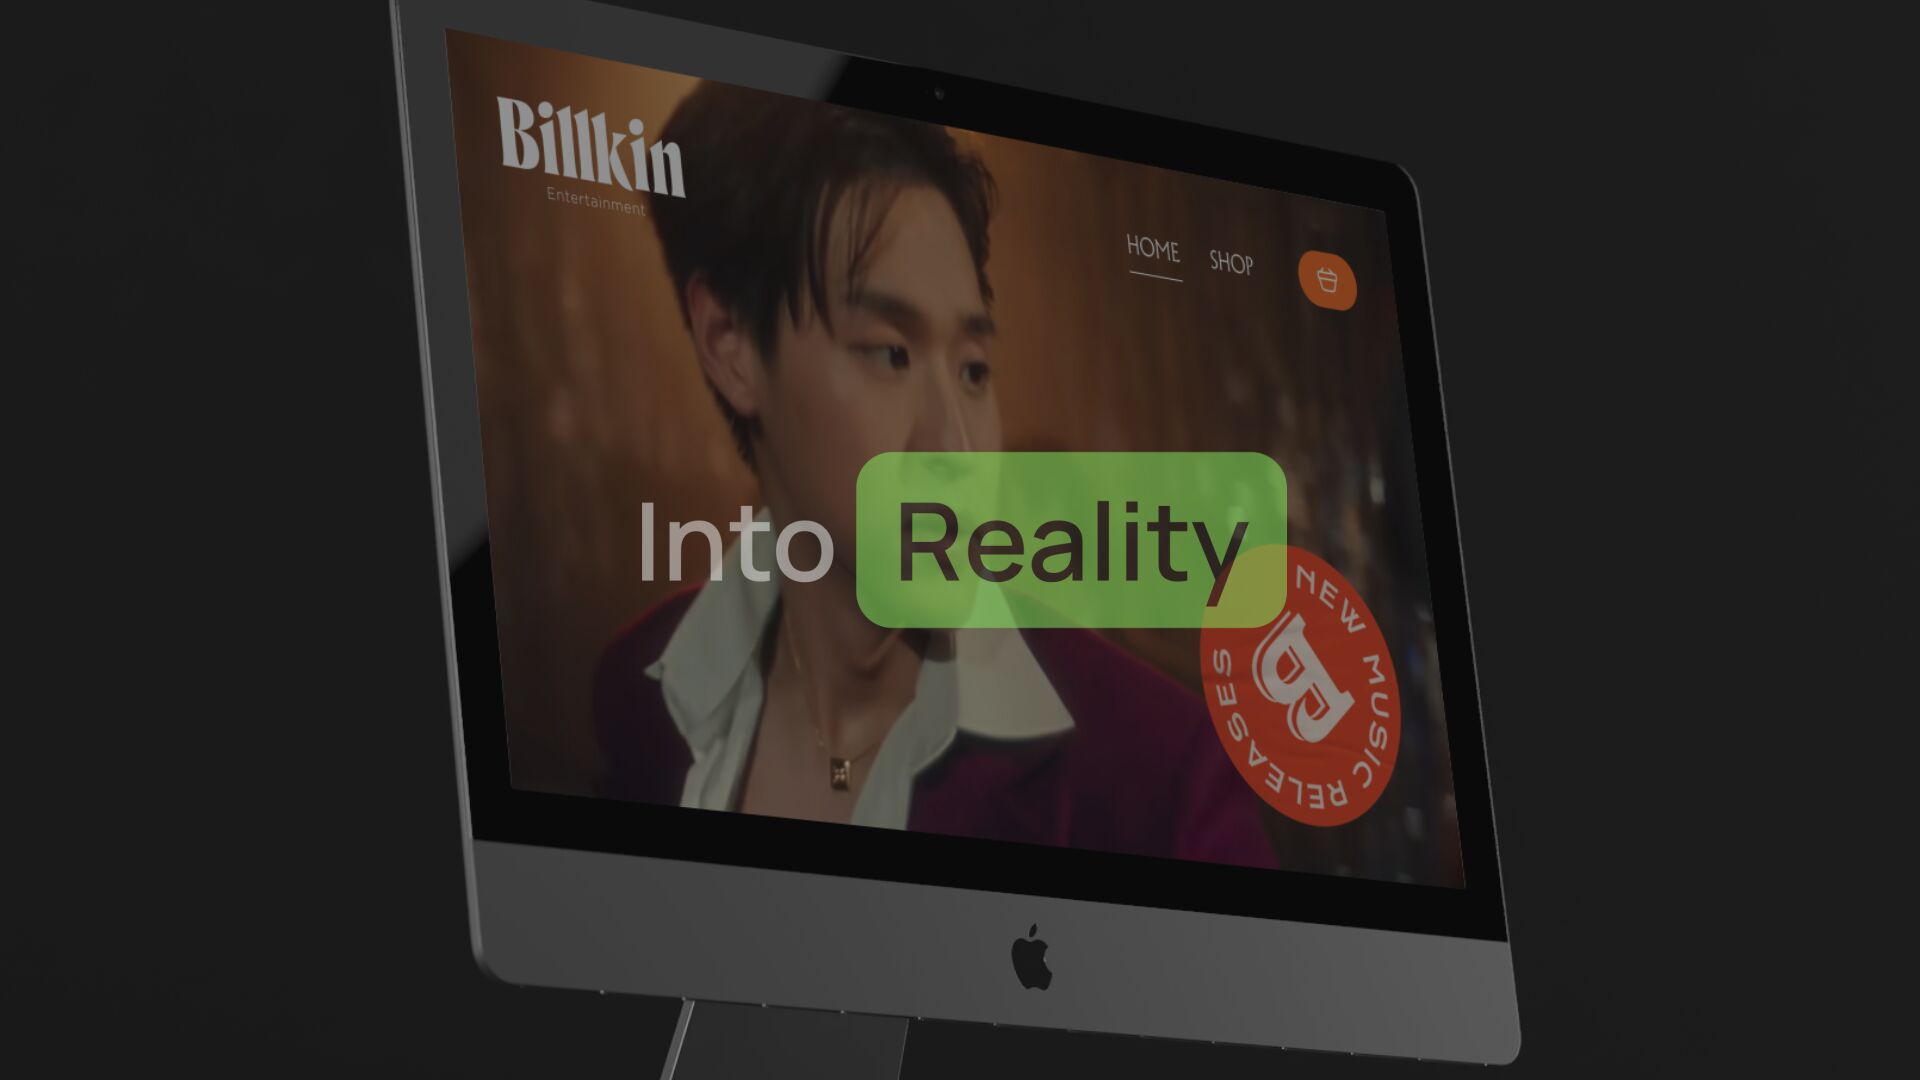 Billkin
Entertainment
HOME
SHOP
Into Reality
NEW MUSIC RELEASES
B